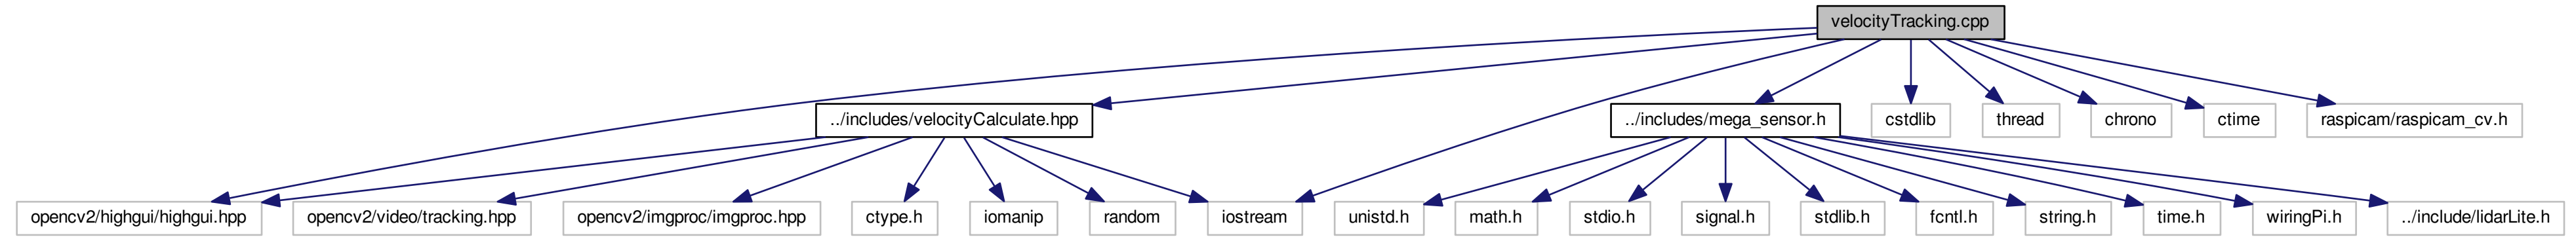 velocityTracking.cpp
../includes/velocityCalculate.hpp
../includes/mega_sensor.h
cstdlib
thread
chrono
ctime
raspicam/raspicam_cv.h
opencv2/highgui/highgui.hpp
opencv2/video/tracking.hpp
opencv2/imgproc/imgproc.hpp
ctype.h
iomanip
random
iostream
unistd.h
math.h
stdio.h
signal.h
stdlib.h
fcntl.h
string.h
time.h
wiringPi.h
../include/lidarLite.h